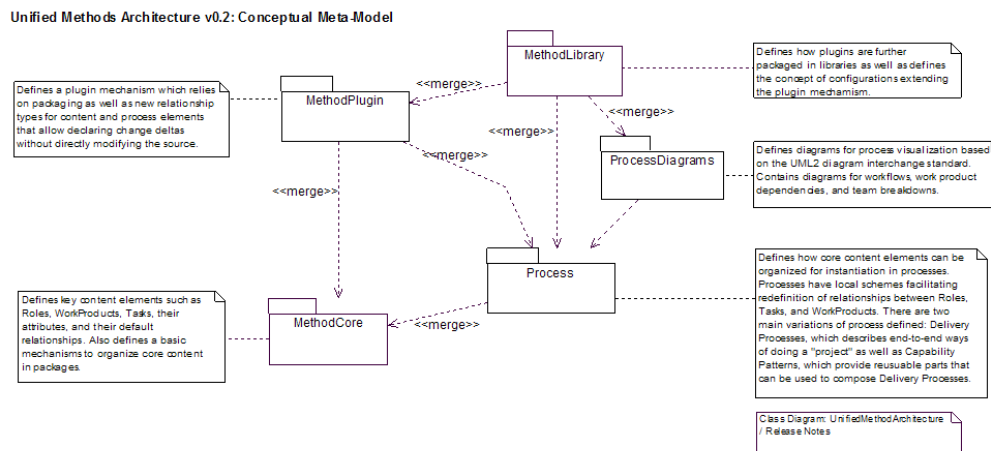 Unified Methods Architecture v0.2: Conceptual Meta-Model
MethodLibrary
Defines how plugins are further
packaged in libraries as well as defines
the concept of configurations extending
the plugin mechamism.
<<merge>>
Defines a plugin mechanism which relies
on packaging as well as new relationship
types for content and process elements
that allow declaring change deltas
without directly modifying the source.
MethodPlugin
<<merge>>
<<merge>>
<<merge>>
ProcessDiagrams
Defines diagrams for process visualization based
on the UML2 diagram interchange standard.
Contains diagrams for workflows, work product
dependencies, and team breakdowns.
<<merge>>
Process
Defines how core content elements can be
organized for instantiation in processes.
Processes have local schemes facilitating
redefinition of relationships between Roles,
Tasks, and WorkProducts. There are two
main variations of process defined: Delivery
Processes, which describes end-to-end ways
of doing a "project" as well as Capability
Patterns, which provide reusuable parts that
can be used to compose Delivery Processes.
Defines key content elements such as
Roles, WorkProducts, Tasks, their
attributes, and their default
relationships. Also defines a basic
mechanisms to organize core content
in packages.
MethodCore
<<merge>>
Class Diagram: UnifiedMethodArchitecture
/ Release Notes